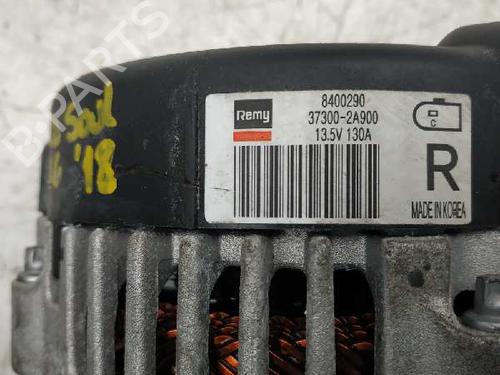 Soul
'18
Remy
8400290
37300-2A900
13.5V 130A
C
R
MADE IN KOREA
B-PARTS